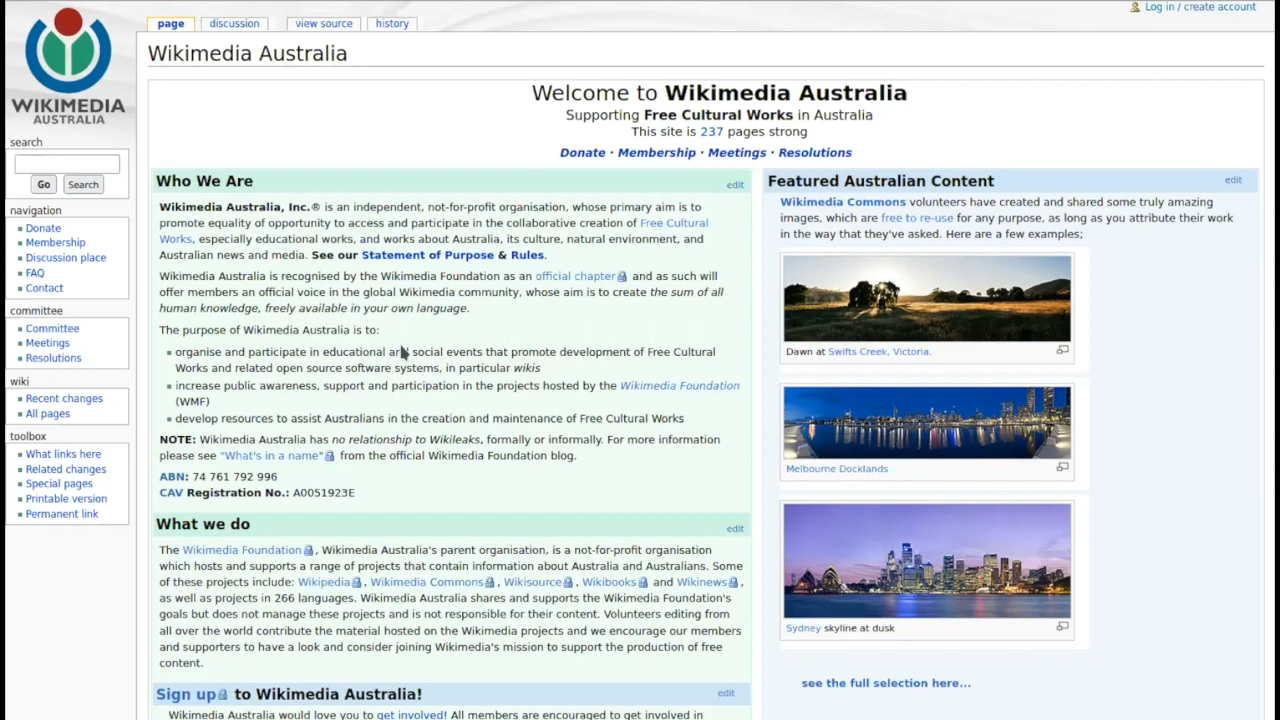 page
discussion
view source
history
Log in / create account
WIKIMEDIA
AUSTRALIA
search
Go
Search
navigation
Donate
Membership
Discussion place
FAQ
Contact
committee
Committee
Meetings
Resolutions
wiki
Recent changes
All pages
toolbox
What links here
Related changes
Special pages
Printable version
Permanent link
Wikimedia Australia
Welcome to Wikimedia Australia
Supporting Free Cultural Works in Australia
This site is 237 pages strong
Donate · Membership · Meetings · Resolutions
Who We Are
edit
Wikimedia Australia, Inc.® is an independent, not-for-profit organisation, whose primary aim is to
promote equality of opportunity to access and participate in the collaborative creation of Free Cultural
Works, especially educational works, and works about Australia, its culture, natural environment, and
Australian news and media. See our Statement of Purpose & Rules.
Wikimedia Australia is recognised by the Wikimedia Foundation as an official chapter and as such will
offer members an official voice in the global Wikimedia community, whose aim is to create the sum of all
human knowledge, freely available in your own language.
The purpose of Wikimedia Australia is to:
organise and participate in educational and social events that promote development of Free Cultural
Works and related open source software systems, in particular wikis
increase public awareness, support and participation in the projects hosted by the Wikimedia Foundation
(WMF)
develop resources to assist Australians in the creation and maintenance of Free Cultural Works
NOTE: Wikimedia Australia has no relationship to Wikileaks, formally or informally. For more information
please see "What's in a name" from the official Wikimedia Foundation blog.
ABN: 74 761 792 996
CAV Registration No.: A0051923E
What we do
edit
The Wikimedia Foundation, Wikimedia Australia's parent organisation, is a not-for-profit organisation
which hosts and supports a range of projects that contain information about Australia and Australians. Some
of these projects include: Wikipedia, Wikimedia Commons, Wikisource, Wikibooks and Wikinews,
as well as projects in 266 languages. Wikimedia Australia shares and supports the Wikimedia Foundation's
goals but does not manage these projects and is not responsible for their content. Volunteers editing from
all over the world contribute the material hosted on the Wikimedia projects and we encourage our members
and supporters to have a look and consider joining Wikimedia's mission to support the production of free
content.
Sign up to Wikimedia Australia!
edit
Wikimedia Australia would love you to get involved! All members are encouraged to get involved in
Featured Australian Content
edit
Wikimedia Commons volunteers have created and shared some truly amazing
images, which are free to re-use for any purpose, as long as you attribute their work
in the way that they've asked. Here are a few examples;
Dawn at Swifts Creek, Victoria.
Melbourne Docklands
Sydney skyline at dusk
see the full selection here...